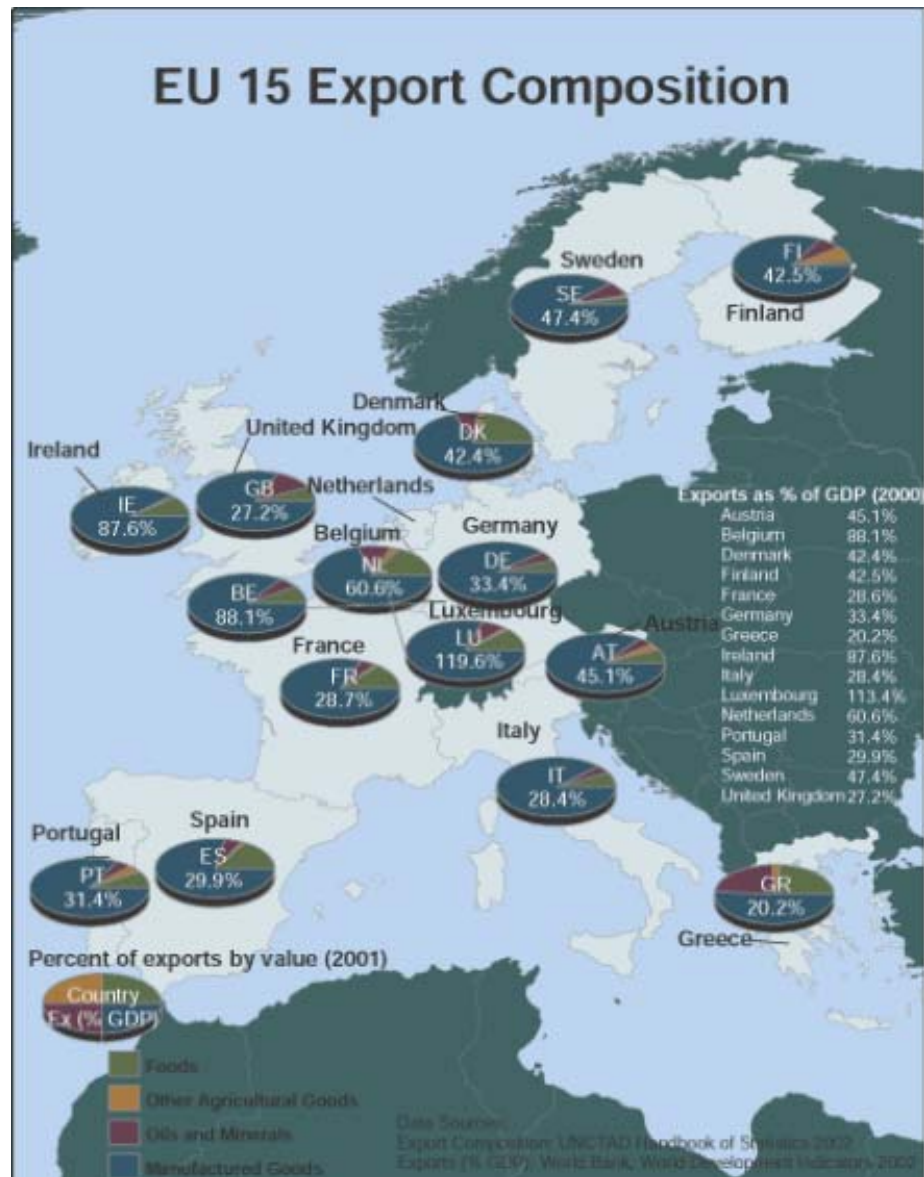 EU 15 Export Composition
FI
42.5%
Sweden
SE
47.4%
Finland
Denmark
DK
42.4%
United Kingdom
Ireland
GB
27.2%
IE
87.6%
Netherlands
Exports as % of GDP (2000)
Austria 45.1%
Belgium 88.1%
Denmark 42.4%
Finland 42.5%
France 28.6%
Germany 33.4%
Greece 20.2%
Ireland 87.6%
Italy 28.4%
Luxembourg 113.4%
Netherlands 60.6%
Portugal 31.4%
Spain 29.9%
Sweden 47.4%
United Kingdom 27.2%
Belgium
Germany
NL
60.6%
DE
33.4%
BE
88.1%
Luxembourg
Austria
LU
119.6%
AT
45.1%
France
FR
28.7%
Italy
IT
28.4%
Spain
ES
29.9%
Portugal
PT
31.4%
GR
20.2%
Greece
Percent of exports by value (2001)
Country
Ex (% GDP)
Foods
Other Agricultural Goods
Oils and Minerals
Manufactured Goods
Data Sources:
Export Composition: UNCTAD Handbook of Statistics 2002
Exports (% GDP): World Bank, World Development Indicators 2002